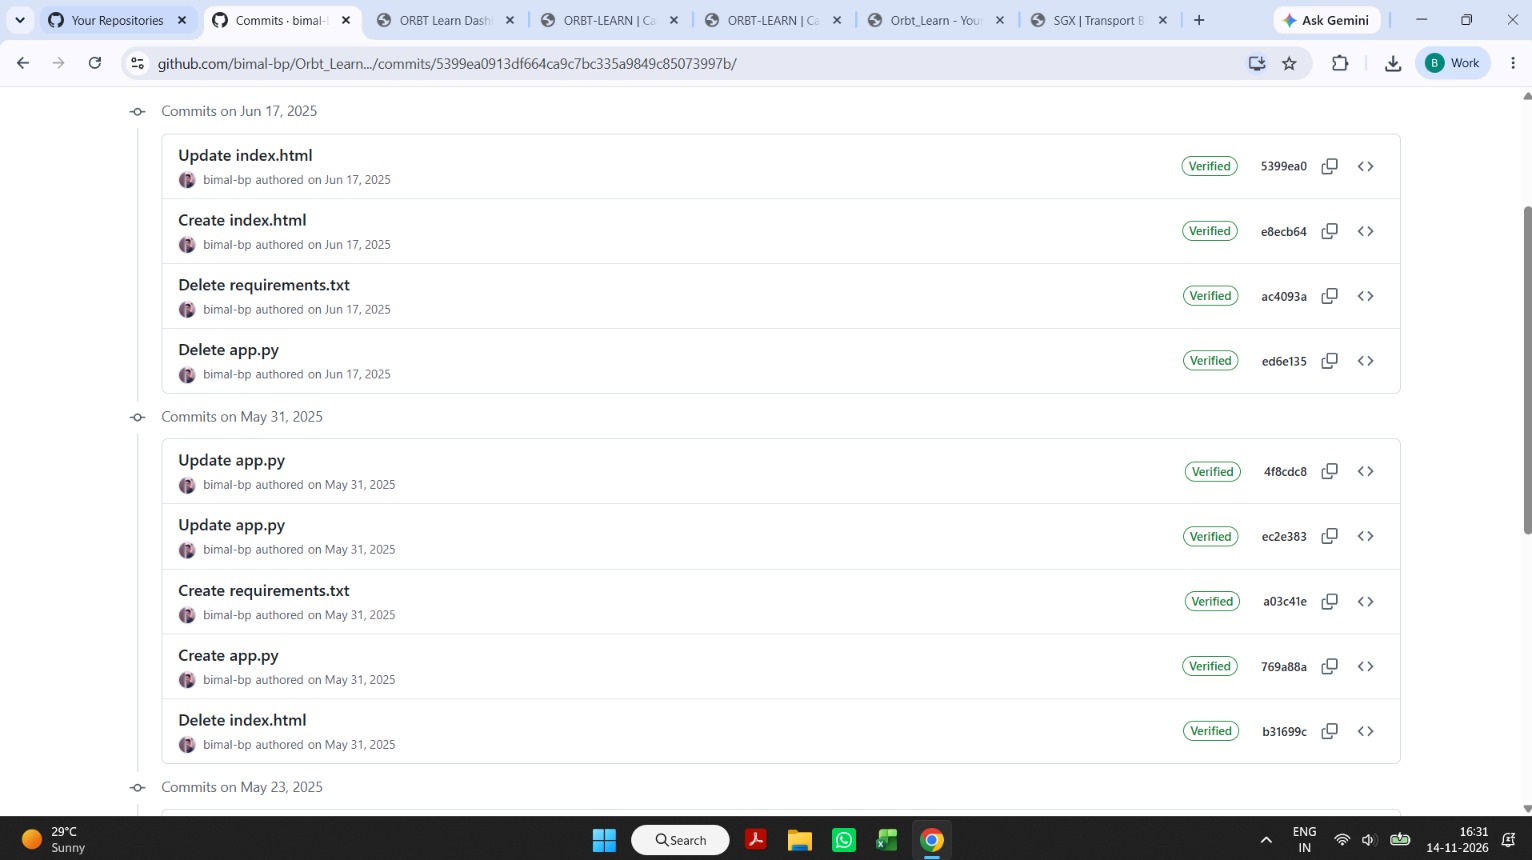 Your Repositories
Commits · bimal-
ORBT Learn Dash
ORBT-LEARN | Ca
ORBT-LEARN | Ca
Orbt_Learn - You
SGX | Transport B
Ask Gemini
github.com/bimal-bp/Orbt_Learn.../commits/5399ea0913df664ca9c7bc335a9849c85073997b/
B Work
Commits on Jun 17, 2025
Update index.html
bimal-bp authored on Jun 17, 2025
Verified 5399ea0
Create index.html
bimal-bp authored on Jun 17, 2025
Verified e8ecb64
Delete requirements.txt
bimal-bp authored on Jun 17, 2025
Verified ac4093a
Delete app.py
bimal-bp authored on Jun 17, 2025
Verified ed6e135
Commits on May 31, 2025
Update app.py
bimal-bp authored on May 31, 2025
Verified 4f8cdc8
Update app.py
bimal-bp authored on May 31, 2025
Verified ec2e383
Create requirements.txt
bimal-bp authored on May 31, 2025
Verified a03c41e
Create app.py
bimal-bp authored on May 31, 2025
Verified 769a88a
Delete index.html
bimal-bp authored on May 31, 2025
Verified b31699c
Commits on May 23, 2025
29°C
Sunny
Search
ENG
IN
16:31
14-11-2026